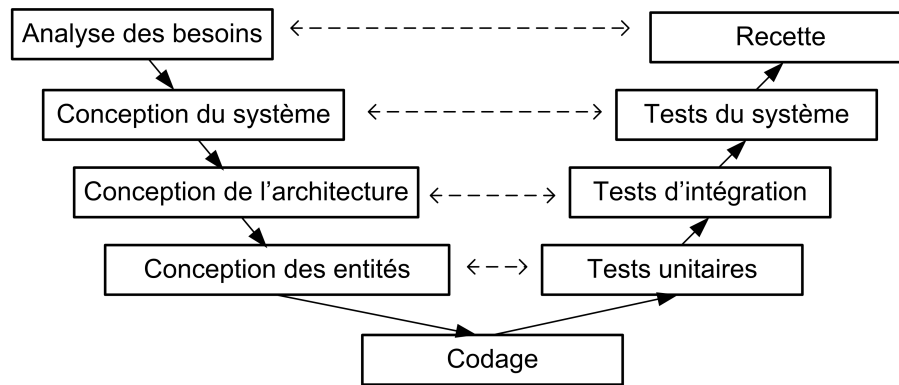 Analyse des besoins
Recette
Conception du système
Tests du système
Conception de l'architecture
Tests d'intégration
Conception des entités
Tests unitaires
Codage